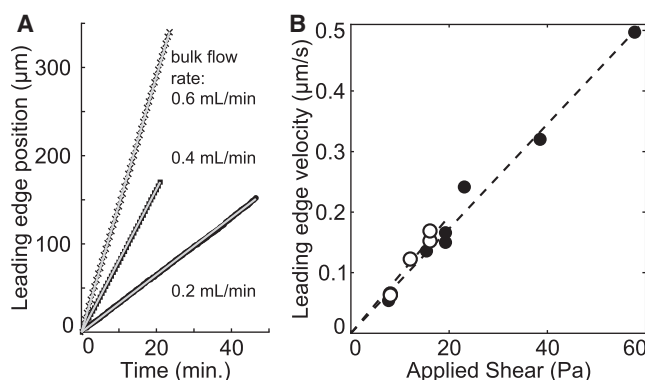 A
B
300
200
100
0
Leading edge position (µm)
bulk flow
rate:
0.6 mL/min
0.4 mL/min
0.2 mL/min
0
20
40
Time (min.)
0.5
0.4
0.3
0.2
0.1
0
Leading edge velocity (µm/s)
20
40
60
Applied Shear (Pa)